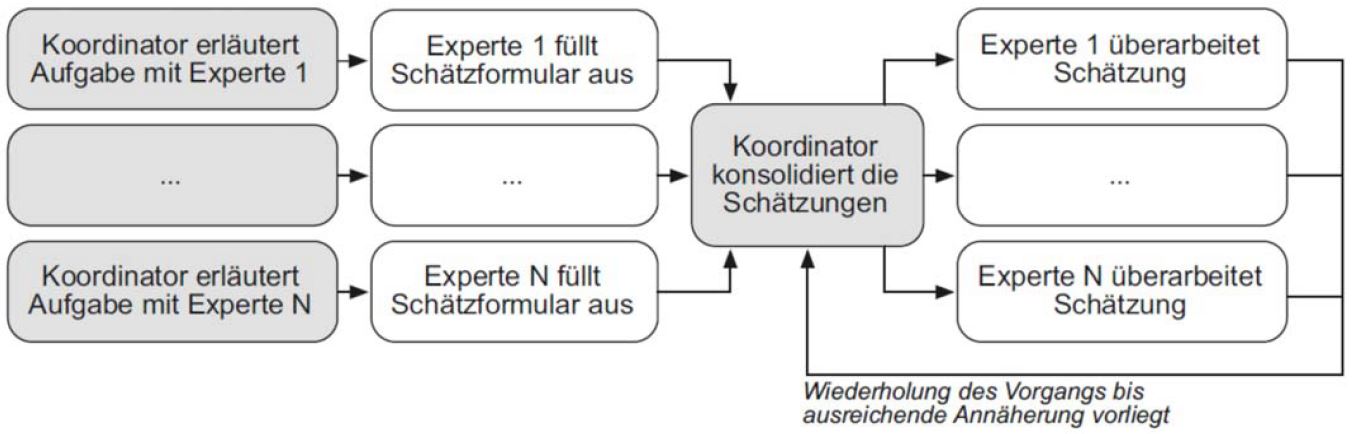 Koordinator erläutert
Aufgabe mit Experte 1
Experte 1 füllt
Schätzformular aus
Experte 1 überarbeitet
Schätzung
...
...
Koordinator
konsolidiert die
Schätzungen
...
Koordinator erläutert
Aufgabe mit Experte N
Experte N füllt
Schätzformular aus
Experte N überarbeitet
Schätzung
Wiederholung des Vorgangs bis
ausreichende Annäherung vorliegt